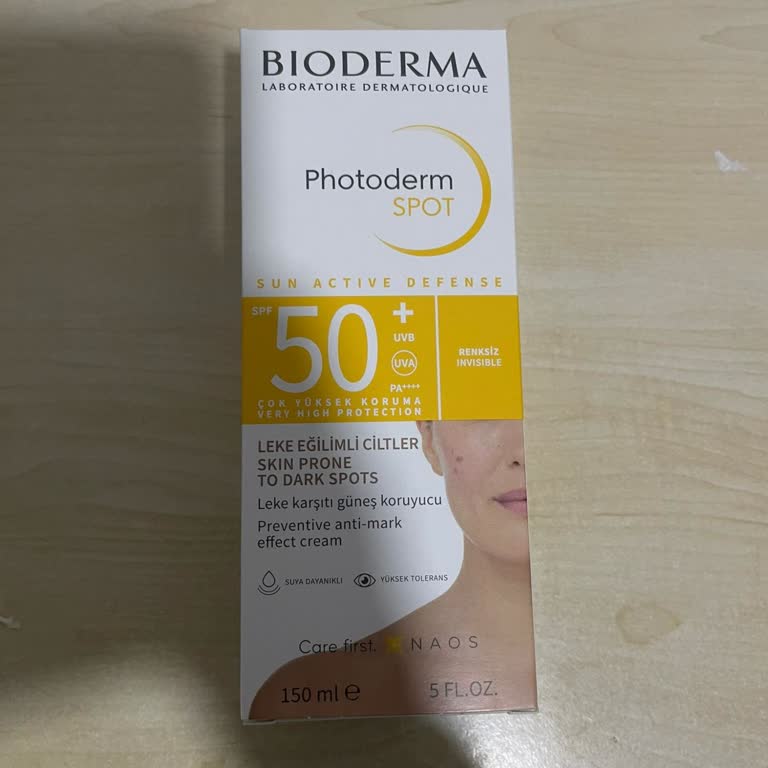 BIODERMA
LABORATOIRE DERMATOLOGIQUE
Photoderm
SPOT
SUN ACTIVE DEFENSE
SPF 50+
UVB
UVA
PA++++
RENKSİZ
INVISIBLE
ÇOK YÜKSEK KORUMA
VERY HIGH PROTECTION
LEKE EĞİLİMLİ CİLTLER
SKIN PRONE
TO DARK SPOTS
Leke karşıtı güneş koruyucu
Preventive anti-mark
effect cream
SUYA DAYANIKLI
YÜKSEK TOLERANS
Care first. NAOS
150 ml ℮ 5 FL.OZ.